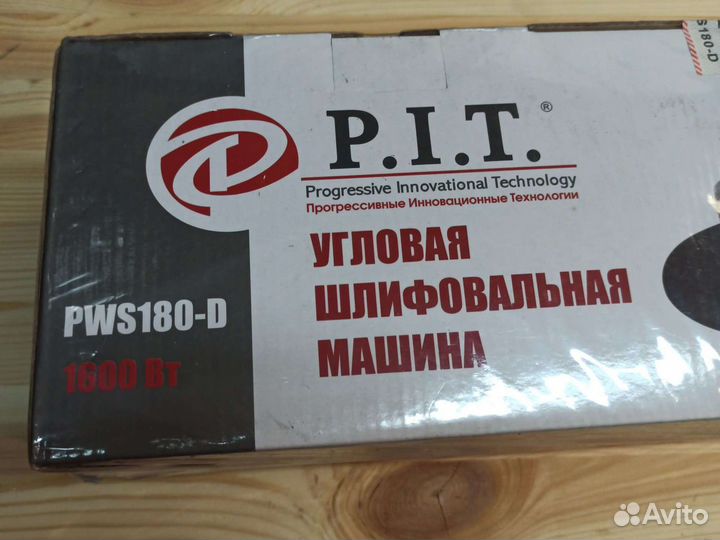 P.I.T.®
Progressive Innovational Technology
Прогрессивные Инновационные Технологии
УГЛОВАЯ
ШЛИФОВАЛЬНАЯ
МАШИНА
PWS180-D
1600 Вт
S180-D
Avito